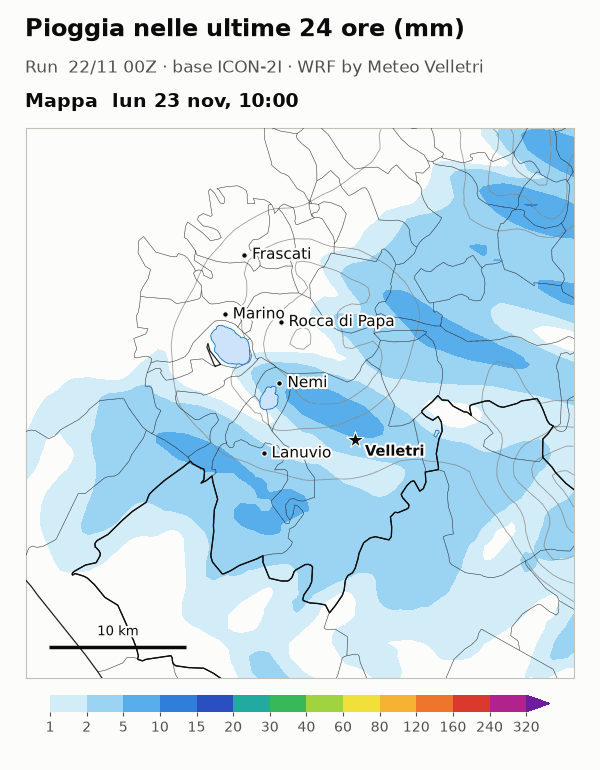 Pioggia nelle ultime 24 ore (mm)
Run  22/11 00Z · base ICON-2I · WRF by Meteo Velletri
Mappa  lun 23 nov, 10:00
Frascati
Marino
Rocca di Papa
Nemi
Velletri
Lanuvio
10 km
1 2 5 10 15 20 30 40 60 80 120 160 240 320